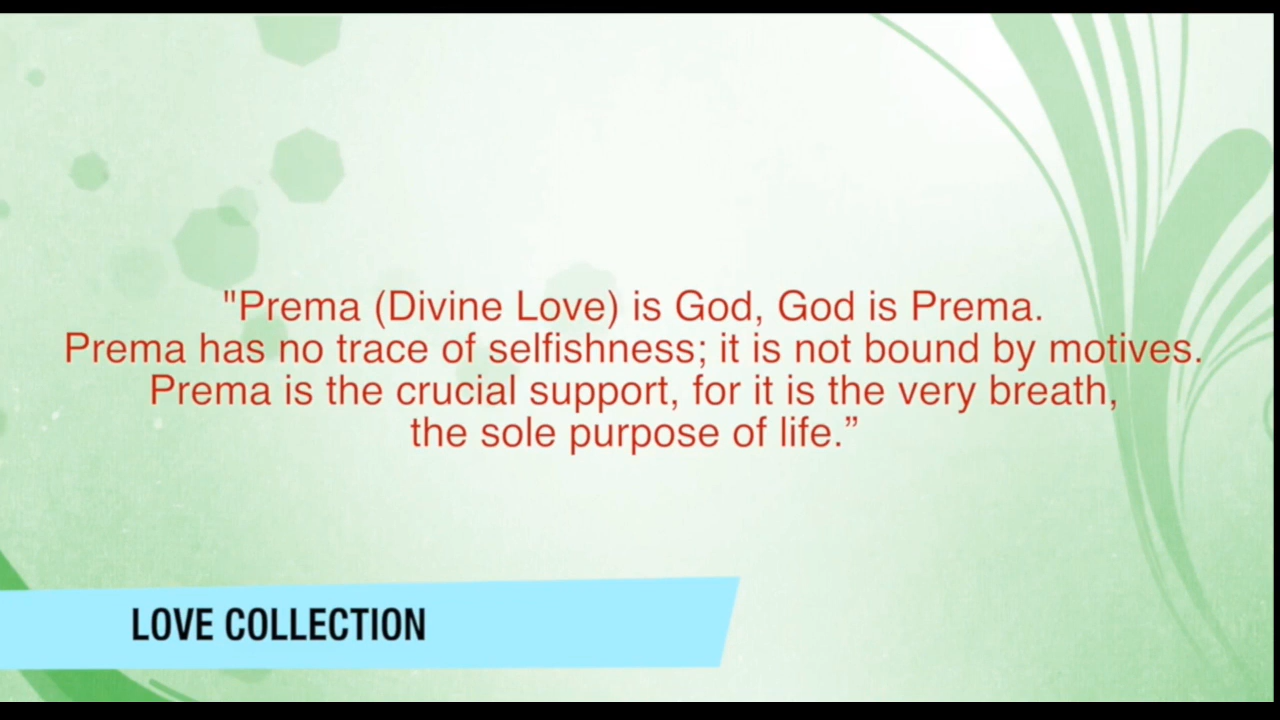 "Prema (Divine Love) is God, God is Prema.
Prema has no trace of selfishness; it is not bound by motives.
Prema is the crucial support, for it is the very breath,
the sole purpose of life.”
LOVE COLLECTION